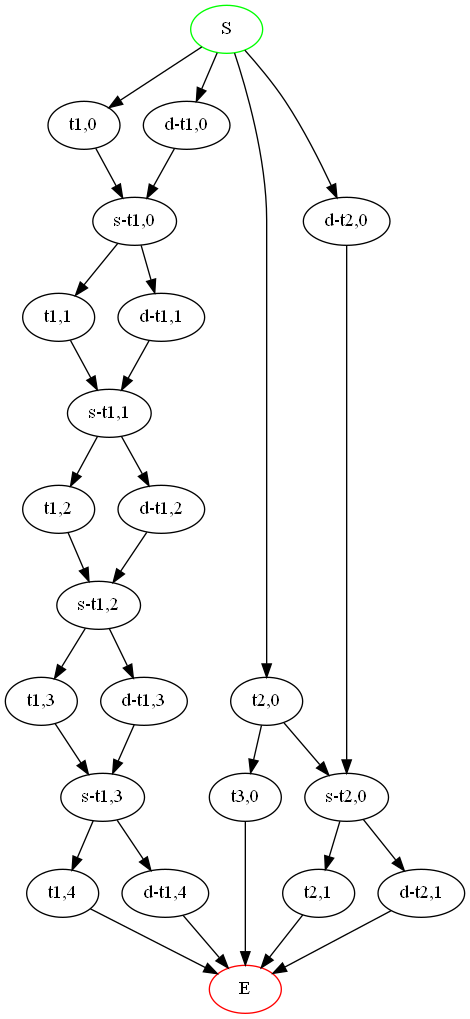 S
t1,0
d-t1,0
s-t1,0
d-t2,0
t1,1
d-t1,1
s-t1,1
t1,2
d-t1,2
s-t1,2
t1,3
d-t1,3
t2,0
s-t1,3
t3,0
s-t2,0
t1,4
d-t1,4
t2,1
d-t2,1
E